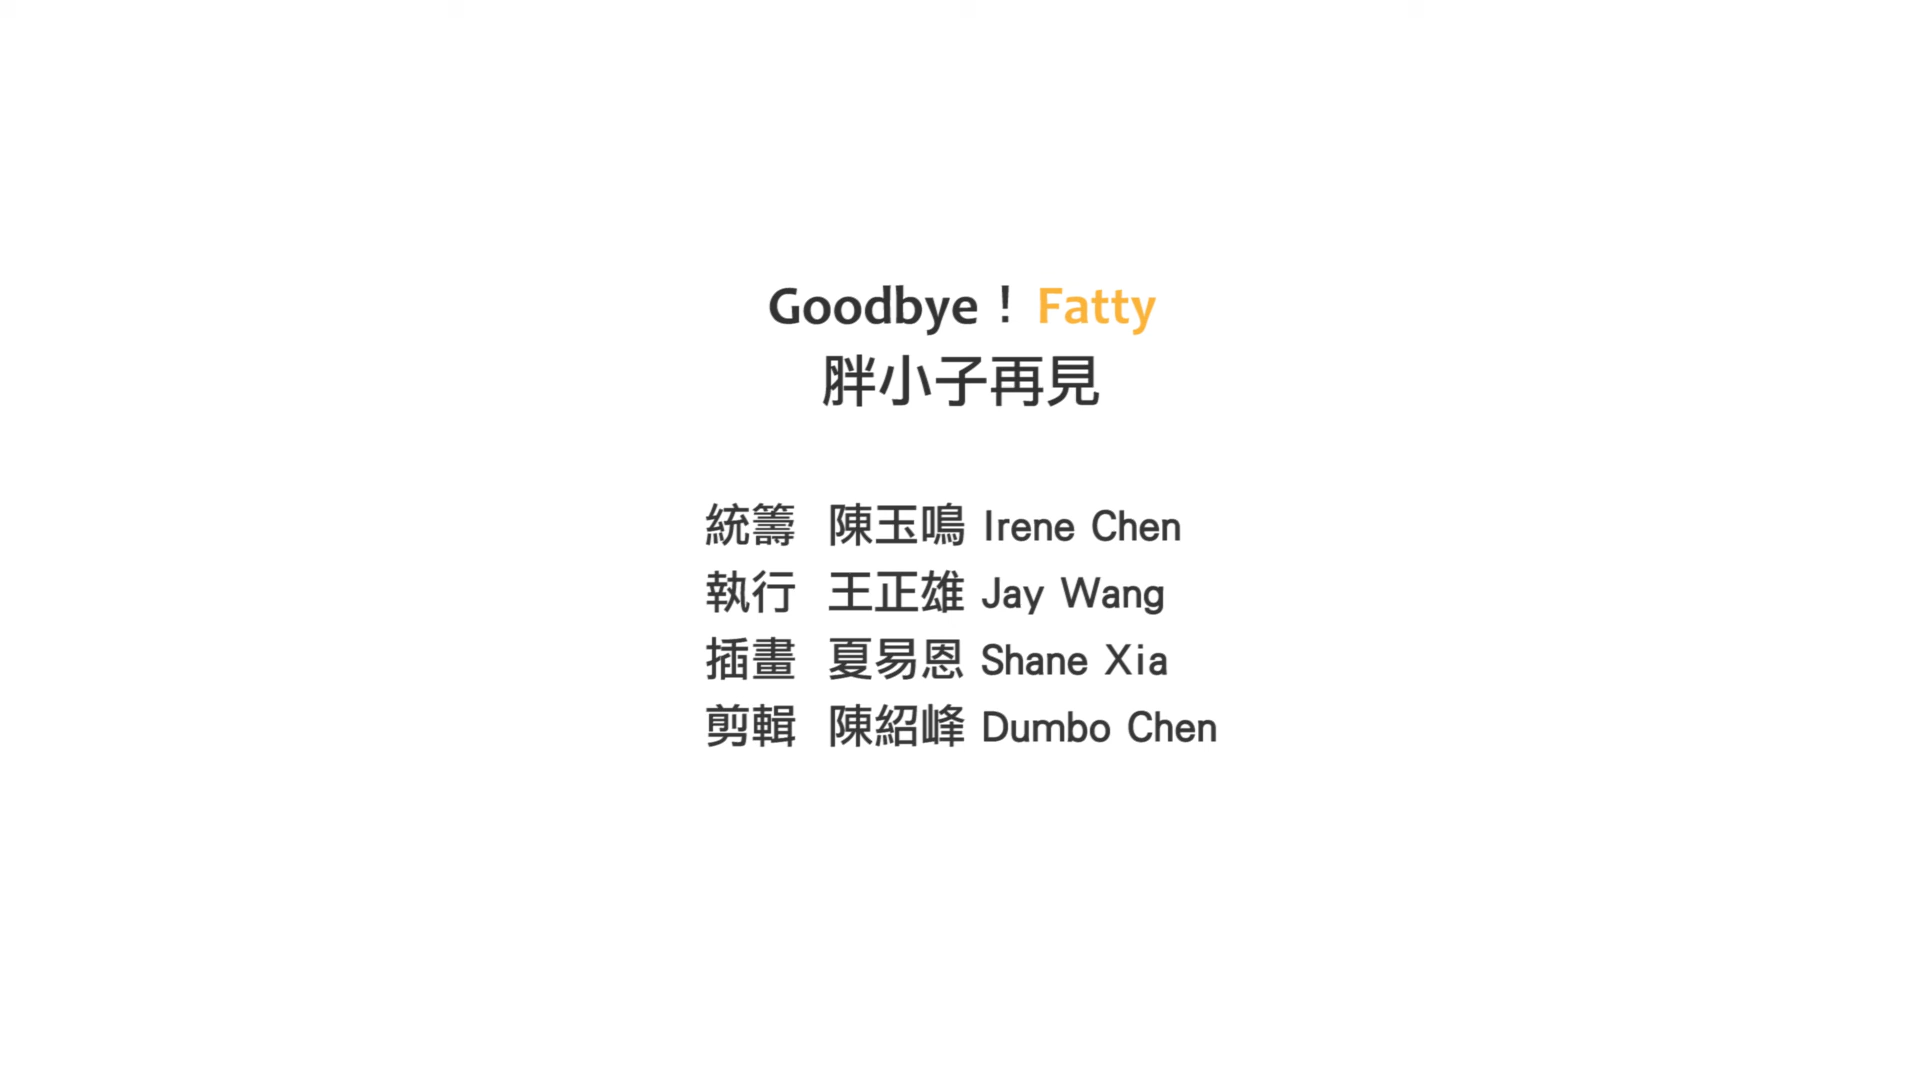 Goodbye！Fatty
胖小子再見
統籌 陳玉鳴 Irene Chen
執行 王正雄 Jay Wang
插畫 夏易恩 Shane Xia
剪輯 陳紹峰 Dumbo Chen